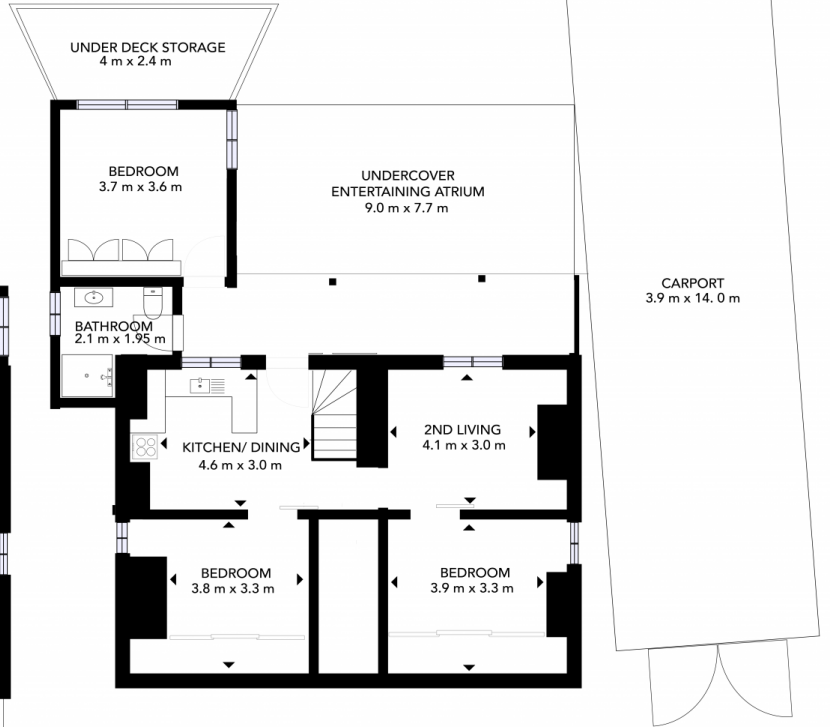 UNDER DECK STORAGE
4 m x 2.4 m
BEDROOM
3.7 m x 3.6 m
UNDERCOVER
ENTERTAINING ATRIUM
9.0 m x 7.7 m
CARPORT
3.9 m x 14. 0 m
BATHROOM
2.1 m x 1.95 m
KITCHEN/ DINING
4.6 m x 3.0 m
2ND LIVING
4.1 m x 3.0 m
BEDROOM
3.8 m x 3.3 m
BEDROOM
3.9 m x 3.3 m